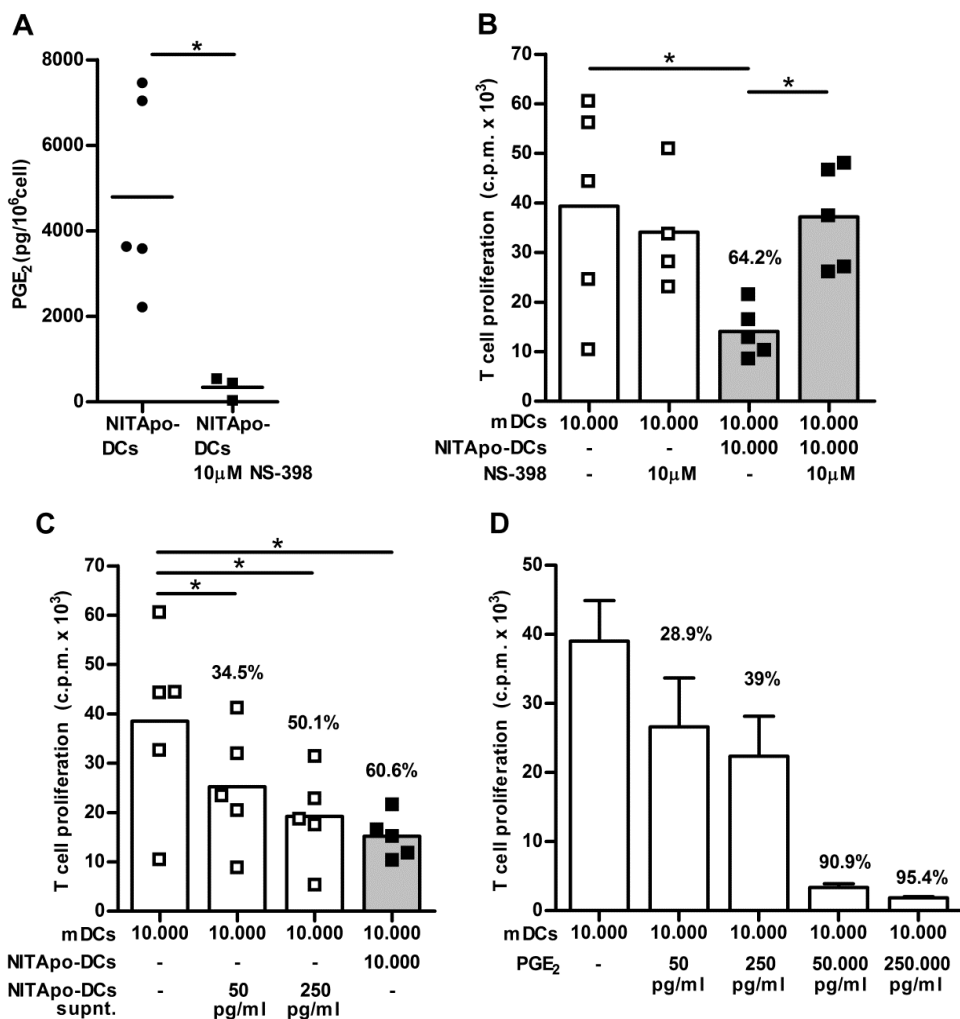 A
*
8000
6000
4000
2000
0
PGE2 (pg/10^6cell)
NITApo- NITApo-
DCs DCs
10μM NS-398
B
70
60
50
40
30
20
10
0
T cell proliferation (c.p.m. x 10^3)
*
*
64.2%
mDCs 10.000 10.000 10.000 10.000
NITApo-DCs - - 10.000 10.000
NS-398 - 10μM - 10μM
C
70
60
50
40
30
20
10
0
T cell proliferation (c.p.m. x 10^3)
*
*
*
34.5%
50.1%
60.6%
mDCs 10.000 10.000 10.000 10.000
NITApo-DCs - - - 10.000
NITApo-DCs - 50 250 -
supnt. pg/ml pg/ml
D
50
40
30
20
10
0
T cell proliferation (c.p.m. x 10^3)
28.9%
39%
90.9%
95.4%
mDCs 10.000 10.000 10.000 10.000 10.000
PGE2 - 50 250 50.000 250.000
pg/ml pg/ml pg/ml pg/ml